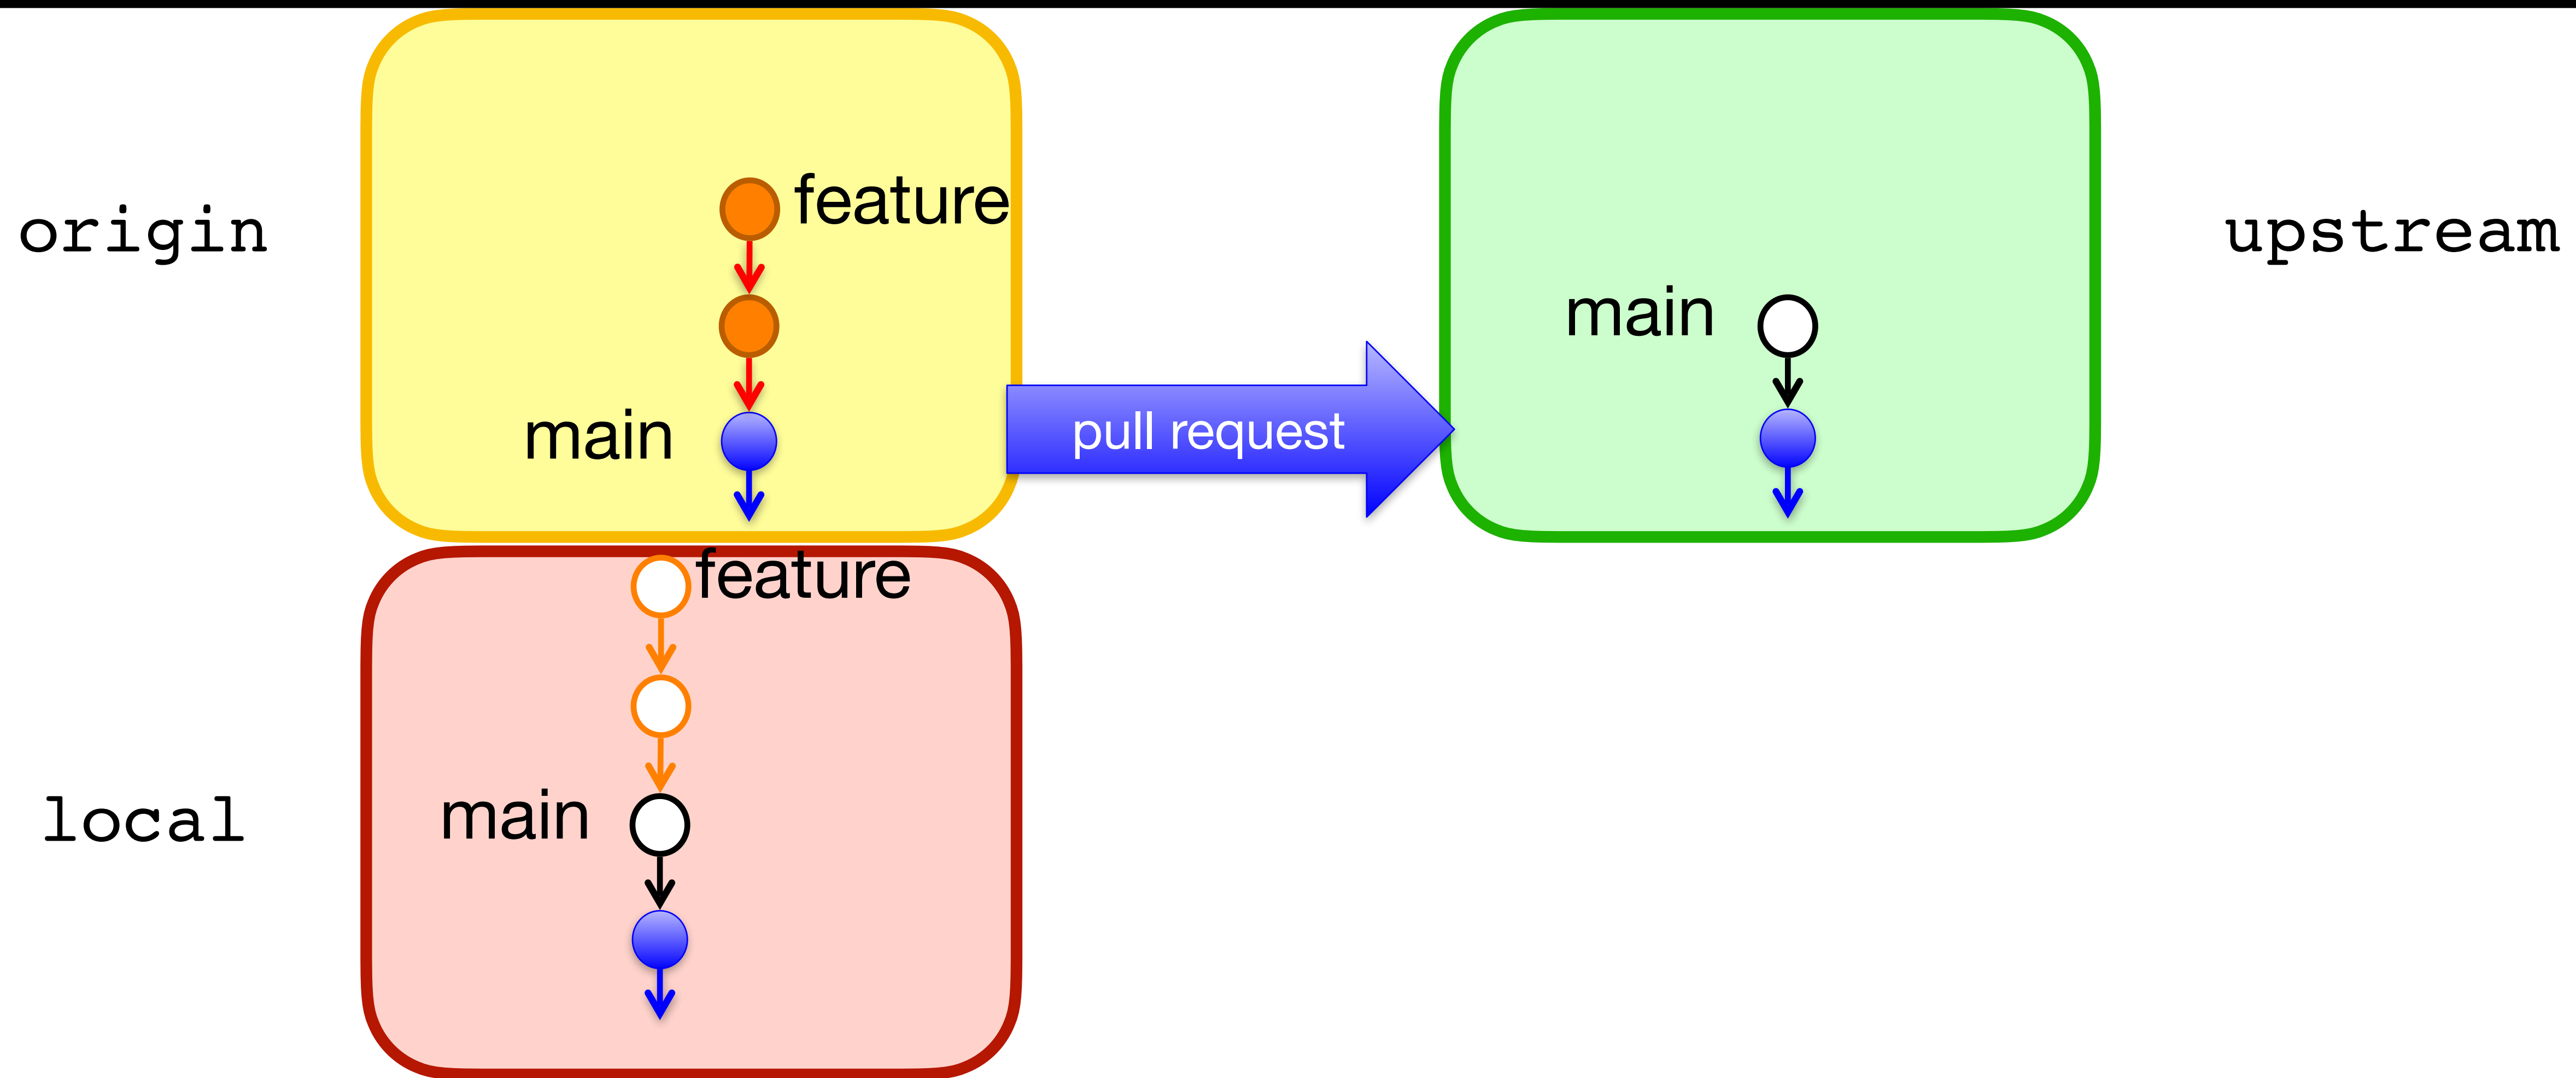 origin
feature
main
pull request
main
upstream
feature
main
local